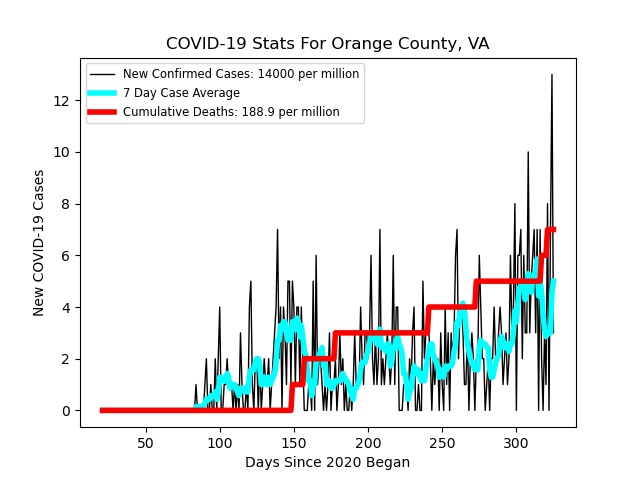 COVID-19 Stats For Orange County, VA
New Confirmed Cases: 14000 per million
7 Day Case Average
Cumulative Deaths: 188.9 per million
New COVID-19 Cases
12
10
8
6
4
2
0
50 100 150 200 250 300
Days Since 2020 Began